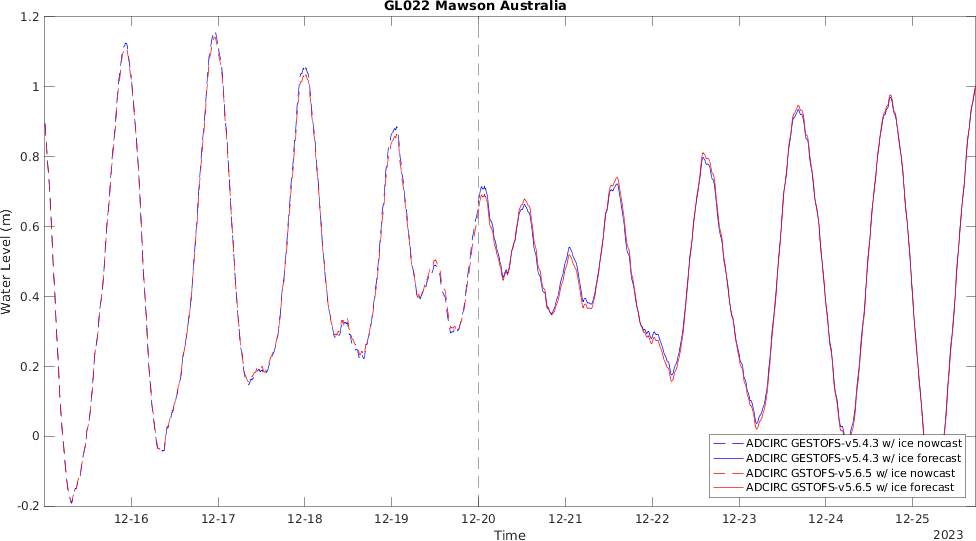 GL022 Mawson Australia
1.2
1
0.8
0.6
0.4
0.2
0
-0.2
Water Level (m)
12-16 12-17 12-18 12-19 12-20 12-21 12-22 12-23 12-24 12-25
Time
2023
ADCIRC GESTOFS-v5.4.3 w/ ice nowcast
ADCIRC GESTOFS-v5.4.3 w/ ice forecast
ADCIRC GSTOFS-v5.6.5 w/ ice nowcast
ADCIRC GSTOFS-v5.6.5 w/ ice forecast